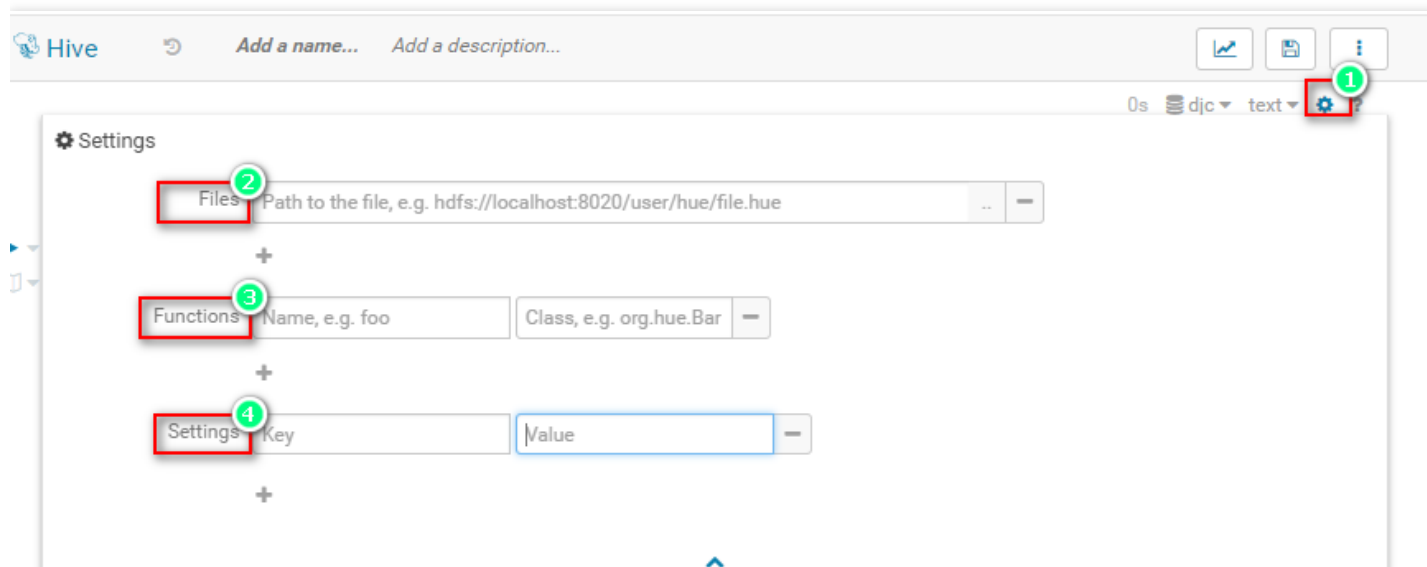 Hive Add a name... Add a description...
1
0s djc text ?
Settings
2
Files Path to the file, e.g. hdfs://localhost:8020/user/hue/file.hue ..
3
Functions Name, e.g. foo Class, e.g. org.hue.Bar
4
Settings Key Value